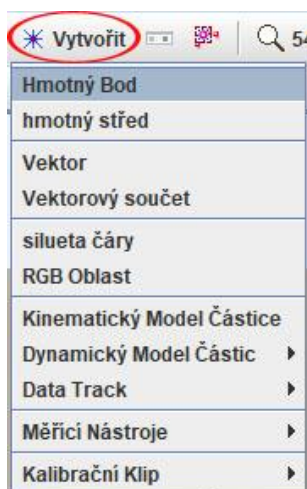 Vytvořit 54
Hmotný Bod
hmotný střed
Vektor
Vektorový součet
silueta čáry
RGB Oblast
Kinematický Model Částice
Dynamický Model Částic
Data Track
Měřící Nástroje
Kalibrační Klip